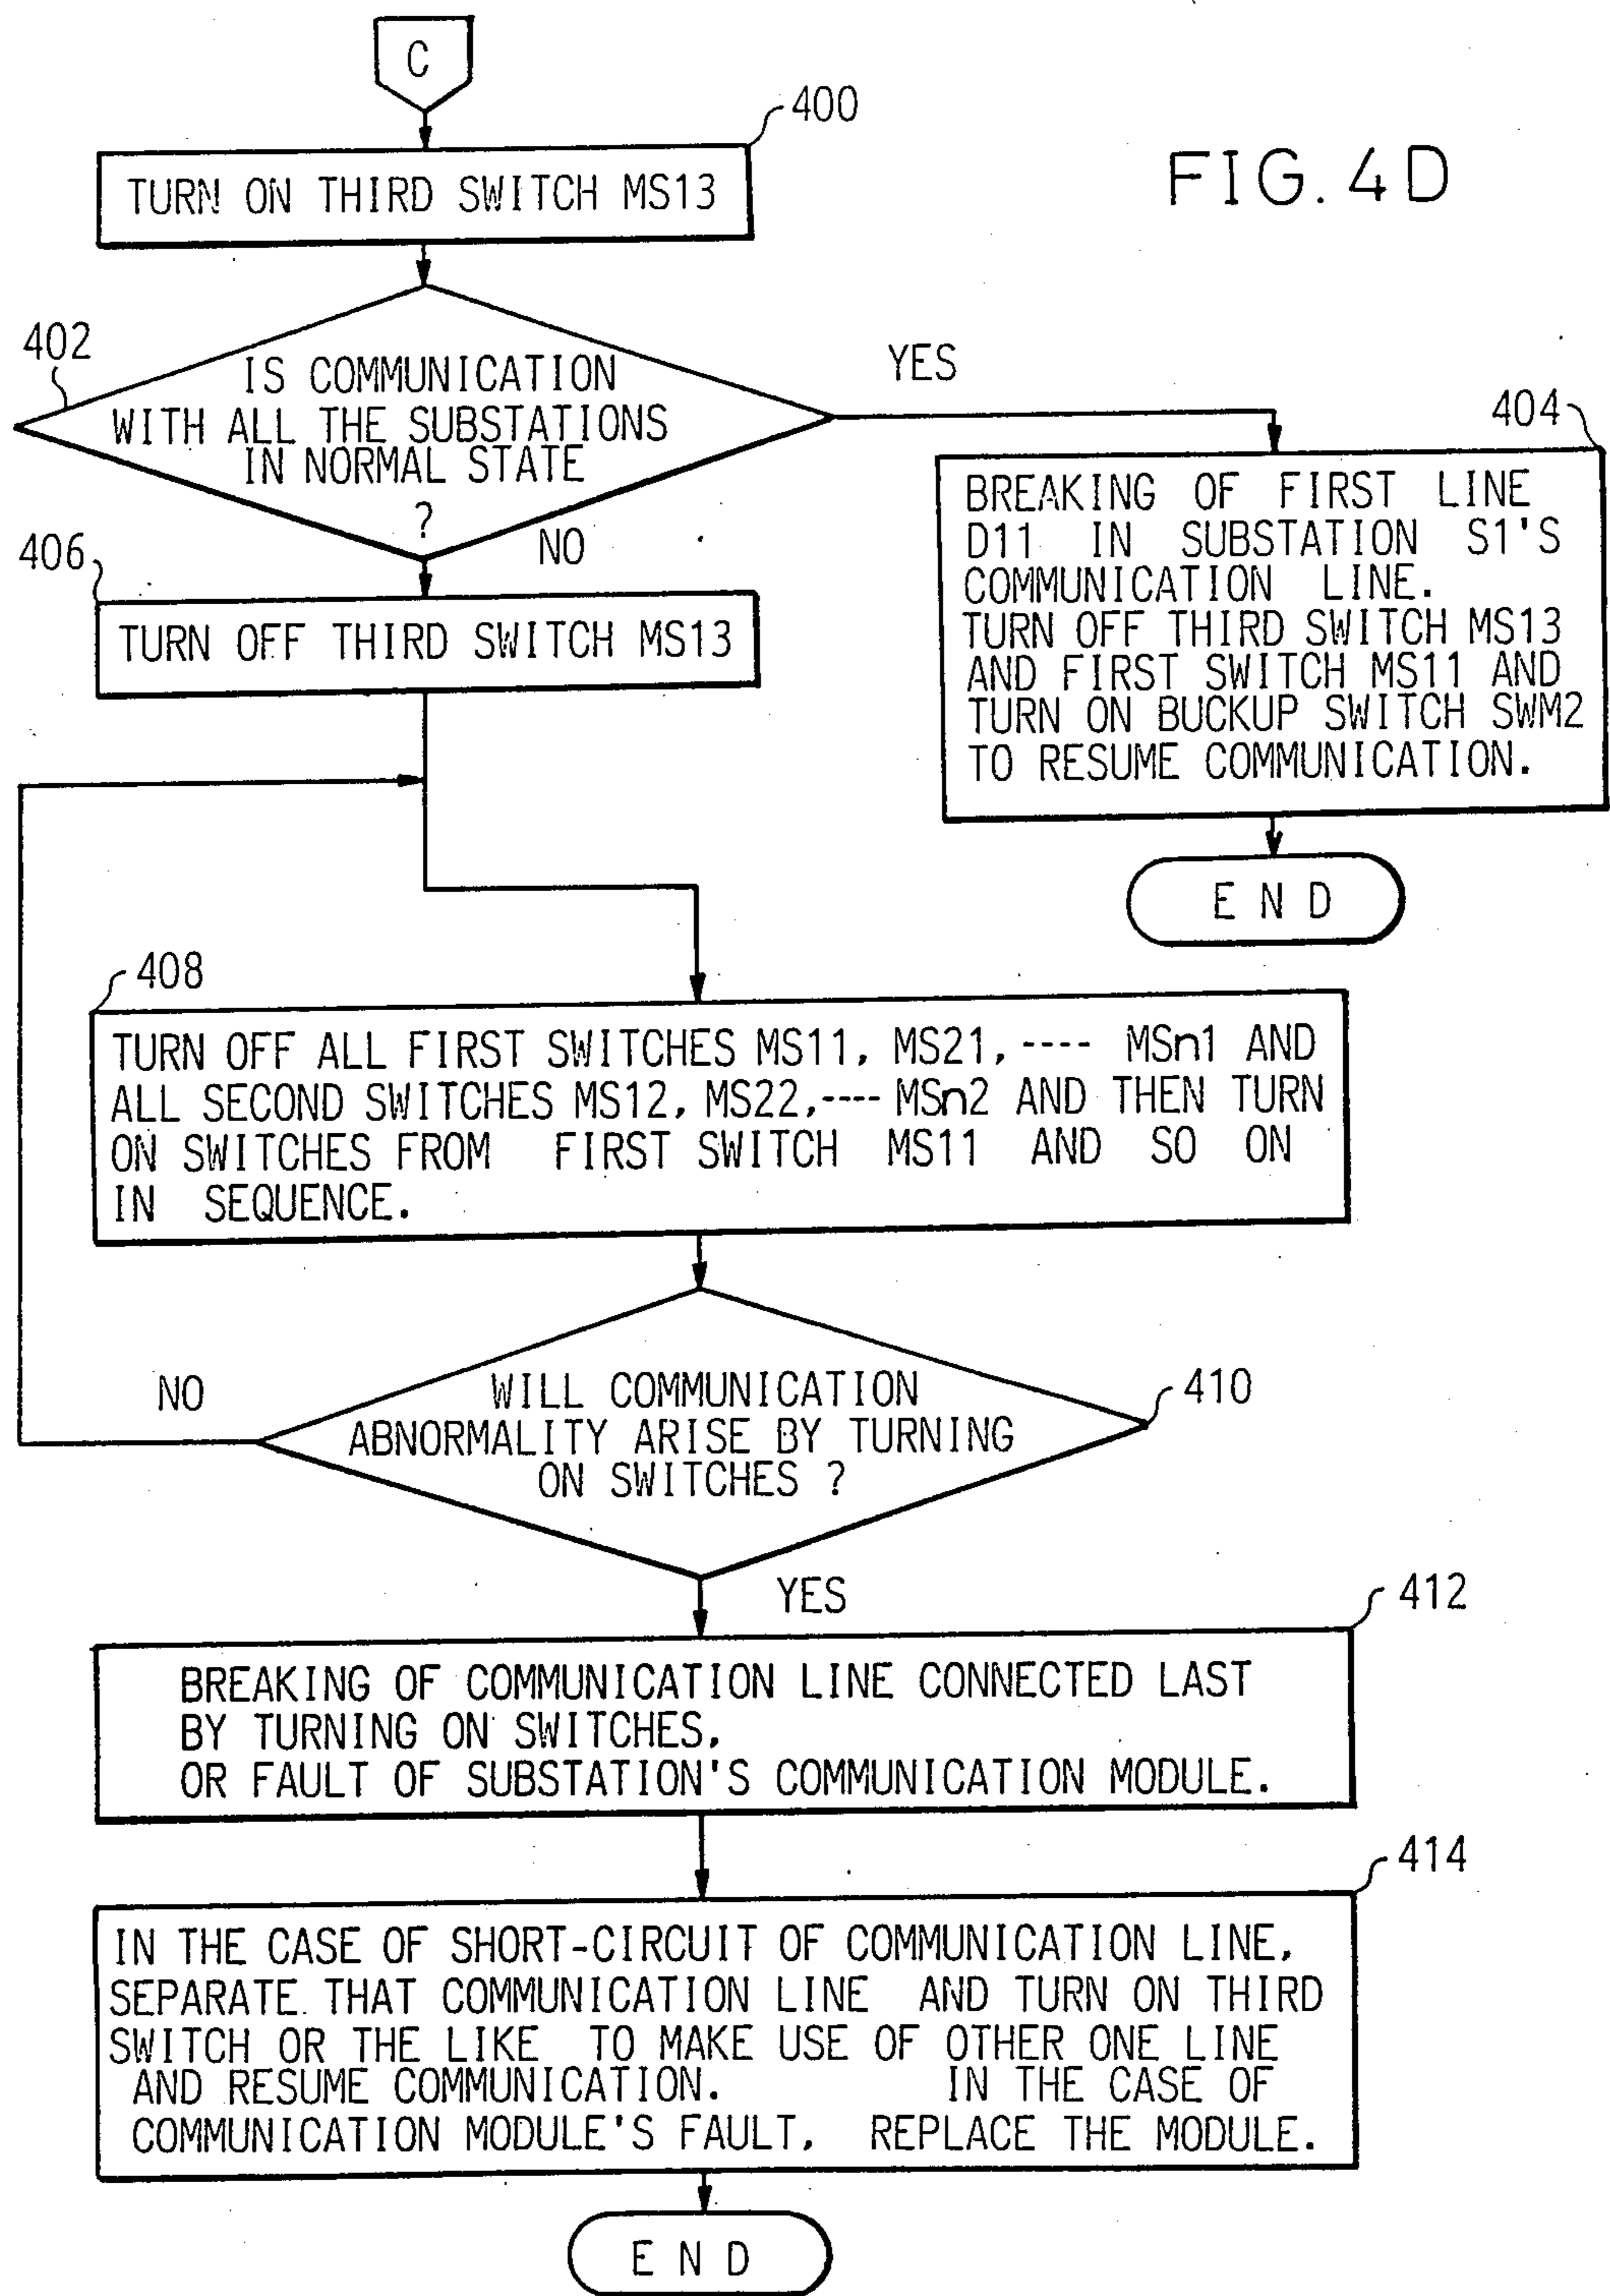 C
400
TURN ON THIRD SWITCH MS13
FIG. 4D
402
IS COMMUNICATION
WITH ALL THE SUBSTATIONS
IN NORMAL STATE
?
YES
NO
404
BREAKING OF FIRST LINE
D11 IN SUBSTATION S1'S
COMMUNICATION LINE.
TURN OFF THIRD SWITCH MS13
AND FIRST SWITCH MS11 AND
TURN ON BUCKUP SWITCH SWM2
TO RESUME COMMUNICATION.
END
406
TURN OFF THIRD SWITCH MS13
408
TURN OFF ALL FIRST SWITCHES MS11, MS21, ---- MSn1 AND
ALL SECOND SWITCHES MS12, MS22, ---- MSn2 AND THEN TURN
ON SWITCHES FROM FIRST SWITCH MS11 AND SO ON
IN SEQUENCE.
NO
410
WILL COMMUNICATION
ABNORMALITY ARISE BY TURNING
ON SWITCHES ?
YES
412
BREAKING OF COMMUNICATION LINE CONNECTED LAST
BY TURNING ON SWITCHES,
OR FAULT OF SUBSTATION'S COMMUNICATION MODULE.
414
IN THE CASE OF SHORT-CIRCUIT OF COMMUNICATION LINE,
SEPARATE THAT COMMUNICATION LINE AND TURN ON THIRD
SWITCH OR THE LIKE TO MAKE USE OF OTHER ONE LINE
AND RESUME COMMUNICATION. IN THE CASE OF
COMMUNICATION MODULE'S FAULT, REPLACE THE MODULE.
END